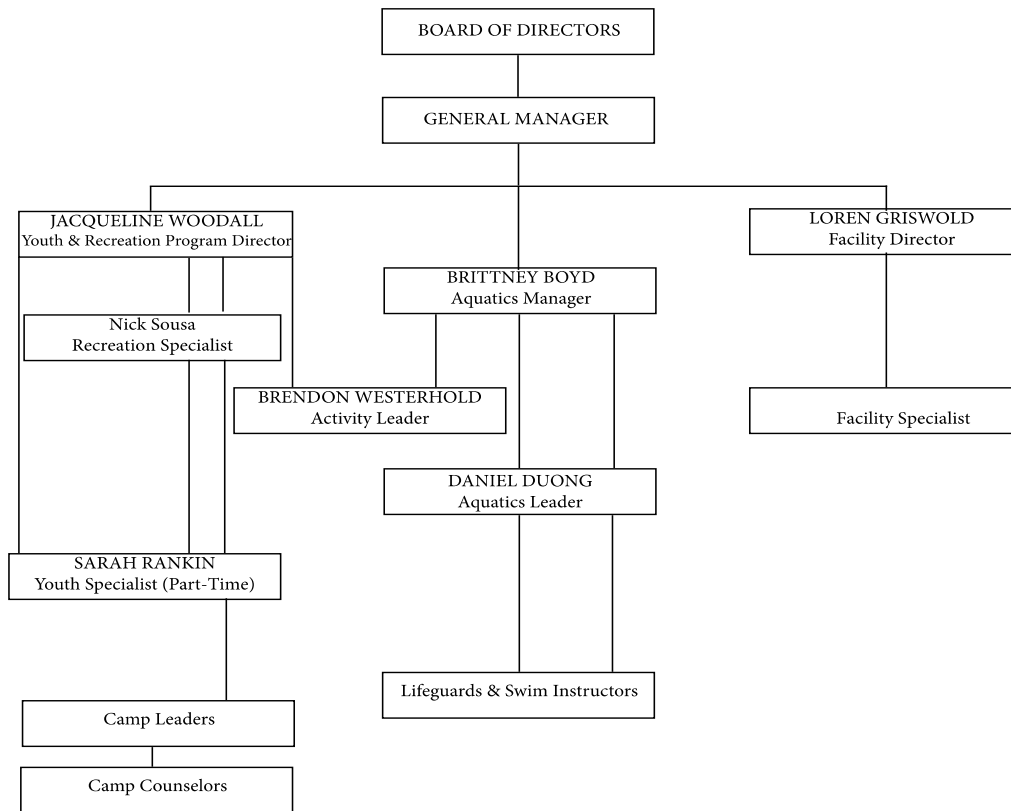 BOARD OF DIRECTORS
GENERAL MANAGER
JACQUELINE WOODALL
Youth & Recreation Program Director
LOREN GRISWOLD
Facility Director
BRITTNEY BOYD
Aquatics Manager
Nick Sousa
Recreation Specialist
BRENDON WESTERHOLD
Activity Leader
Facility Specialist
DANIEL DUONG
Aquatics Leader
SARAH RANKIN
Youth Specialist (Part-Time)
Lifeguards & Swim Instructors
Camp Leaders
Camp Counselors